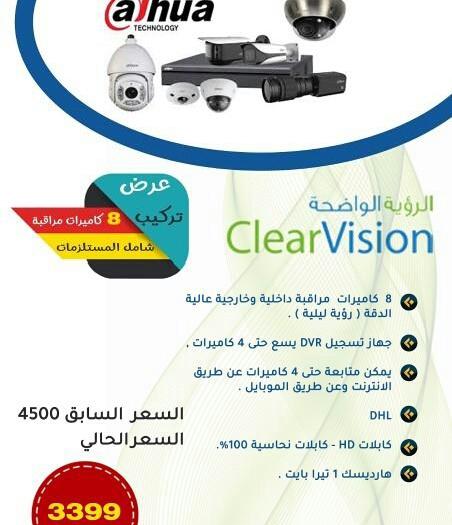 alhua
TECHNOLOGY
عرض
تركيب 8 كاميرات مراقبة
شامل المستلزمات
الرؤية الواضحة
ClearVision
8 كاميرات مراقبة داخلية وخارجية عالية
الدقة ( رؤية ليلية ) .
جهاز تسجيل DVR يسع حتى 4 كاميرات .
يمكن متابعة حتى 4 كاميرات عن طريق
الانترنت وعن طريق الموبايل .
DHL
كابلات HD - كابلات نحاسية 100%.
هارديسك 1 تيرا بايت .
السعر السابق 4500
السعرالحالي
3399